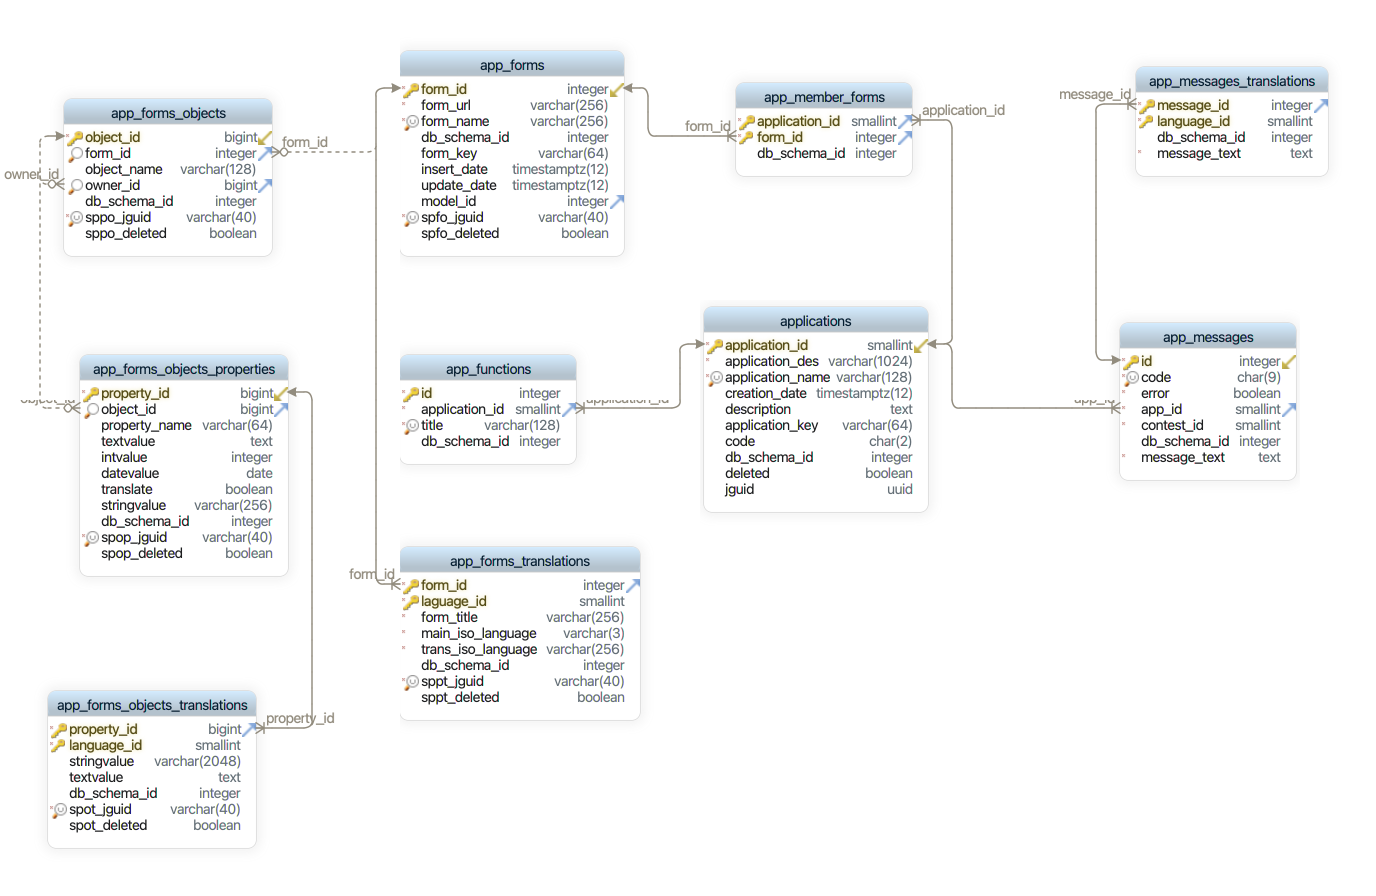 app_forms_objects
object_id bigint
form_id integer
object_name varchar(128)
owner_id bigint
db_schema_id integer
sppo_jguid varchar(40)
sppo_deleted boolean
owner_id
form_id
app_forms
form_id integer
form_url varchar(256)
form_name varchar(256)
db_schema_id integer
form_key varchar(64)
insert_date timestamptz(12)
update_date timestamptz(12)
model_id integer
spfo_jguid varchar(40)
spfo_deleted boolean
form_id
app_member_forms
application_id smallint
form_id integer
db_schema_id integer
application_id
message_id
app_messages_translations
message_id integer
language_id smallint
db_schema_id integer
message_text text
app_forms_objects_properties
property_id bigint
object_id bigint
property_name varchar(64)
textvalue text
intvalue integer
datevalue date
translate boolean
stringvalue varchar(256)
db_schema_id integer
spop_jguid varchar(40)
spop_deleted boolean
object_id
app_functions
id integer
application_id smallint
title varchar(128)
db_schema_id integer
application_id
applications
application_id smallint
application_des varchar(1024)
application_name varchar(128)
creation_date timestamptz(12)
description text
application_key varchar(64)
code char(2)
db_schema_id integer
deleted boolean
jguid uuid
app_id
app_messages
id integer
code char(9)
error boolean
app_id smallint
contest_id smallint
db_schema_id integer
message_text text
form_id
app_forms_translations
form_id integer
laguage_id smallint
form_title varchar(256)
main_iso_language varchar(3)
trans_iso_language varchar(256)
db_schema_id integer
sppt_jguid varchar(40)
sppt_deleted boolean
app_forms_objects_translations
property_id bigint
language_id smallint
stringvalue varchar(2048)
textvalue text
db_schema_id integer
spot_jguid varchar(40)
spot_deleted boolean
property_id